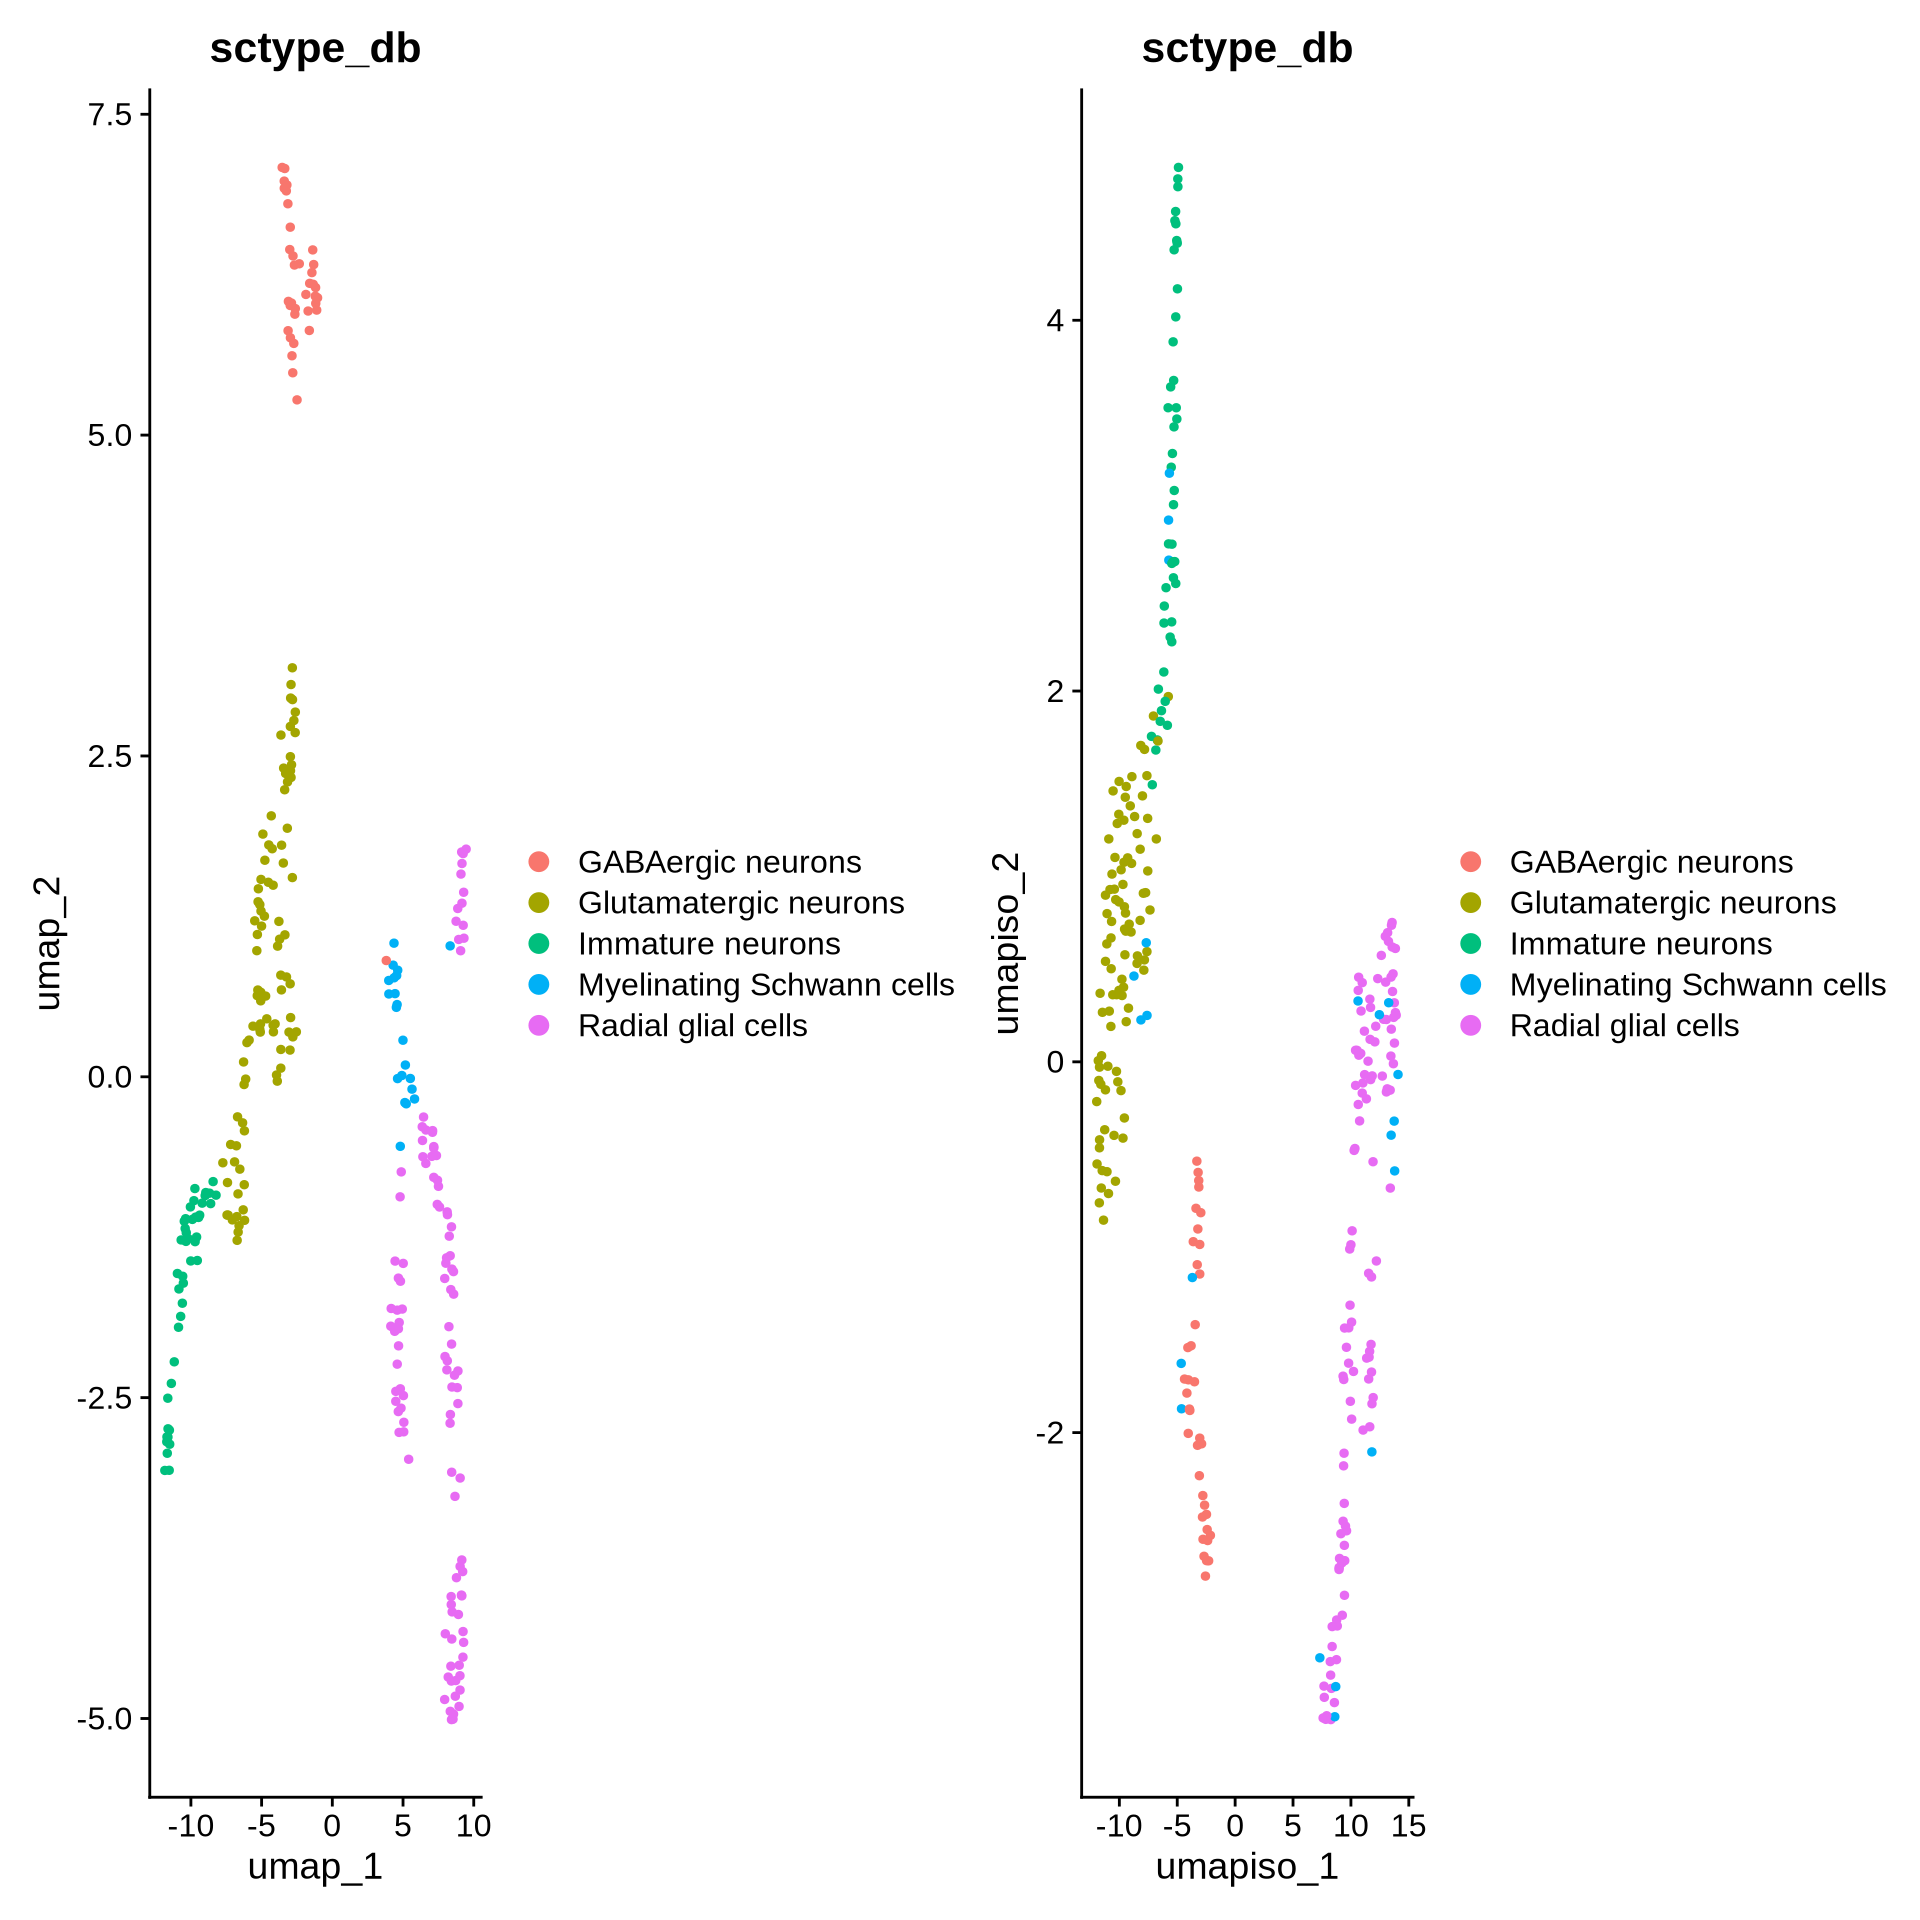 sctype_db
7.5
5.0
2.5
0.0
-2.5
-5.0
umap_2
-10 -5 0 5 10
umap_1
GABAergic neurons
Glutamatergic neurons
Immature neurons
Myelinating Schwann cells
Radial glial cells
sctype_db
4
2
0
-2
umapiso_2
-10 -5 0 5 10 15
umapiso_1
GABAergic neurons
Glutamatergic neurons
Immature neurons
Myelinating Schwann cells
Radial glial cells